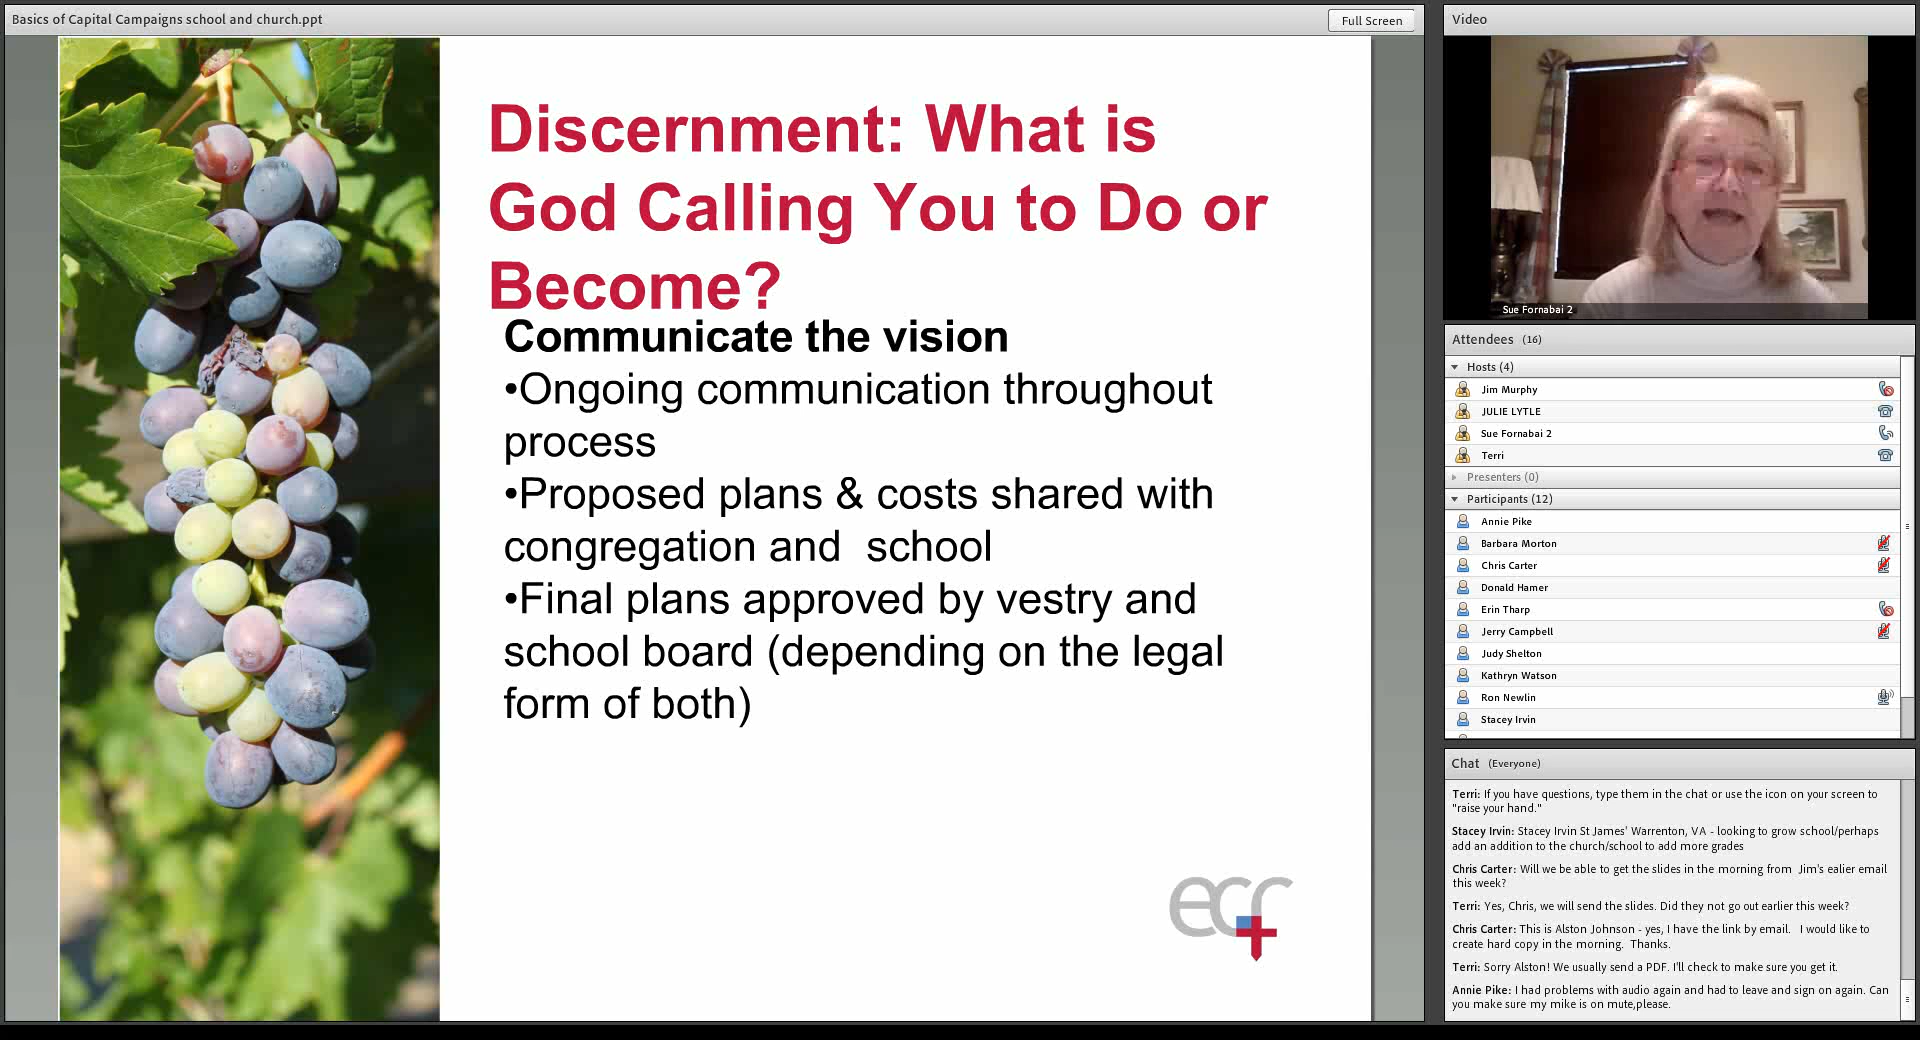 Basics of Capital Campaigns school and church.ppt
Full Screen
Discernment: What is
God Calling You to Do or
Become?
Communicate the vision
•Ongoing communication throughout
process
•Proposed plans & costs shared with
congregation and  school
•Final plans approved by vestry and
school board (depending on the legal
form of both)
ecf
Video
Sue Fornabai 2
Attendees (16)
Hosts (4)
Jim Murphy
JULIE LYTLE
Sue Fornabai 2
Terri
Presenters (0)
Participants (12)
Annie Pike
Barbara Morton
Chris Carter
Donald Hamer
Erin Tharp
Jerry Campbell
Judy Shelton
Kathryn Watson
Ron Newlin
Stacey Irvin
Chat (Everyone)
Terri: If you have questions, type them in the chat or use the icon on your screen to
"raise your hand."
Stacey Irvin: Stacey Irvin St James' Warrenton, VA - looking to grow school/perhaps
add an addition to the church/school to add more grades
Chris Carter: Will we be able to get the slides in the morning from  Jim's ealier email
this week?
Terri: Yes, Chris, we will send the slides. Did they not go out earlier this week?
Chris Carter: This is Alston Johnson - yes, I have the link by email.   I would like to
create hard copy in the morning.  Thanks.
Terri: Sorry Alston! We usually send a PDF. I'll check to make sure you get it.
Annie Pike: I had problems with audio again and had to leave and sign on again. Can
you make sure my mike is on mute,please.